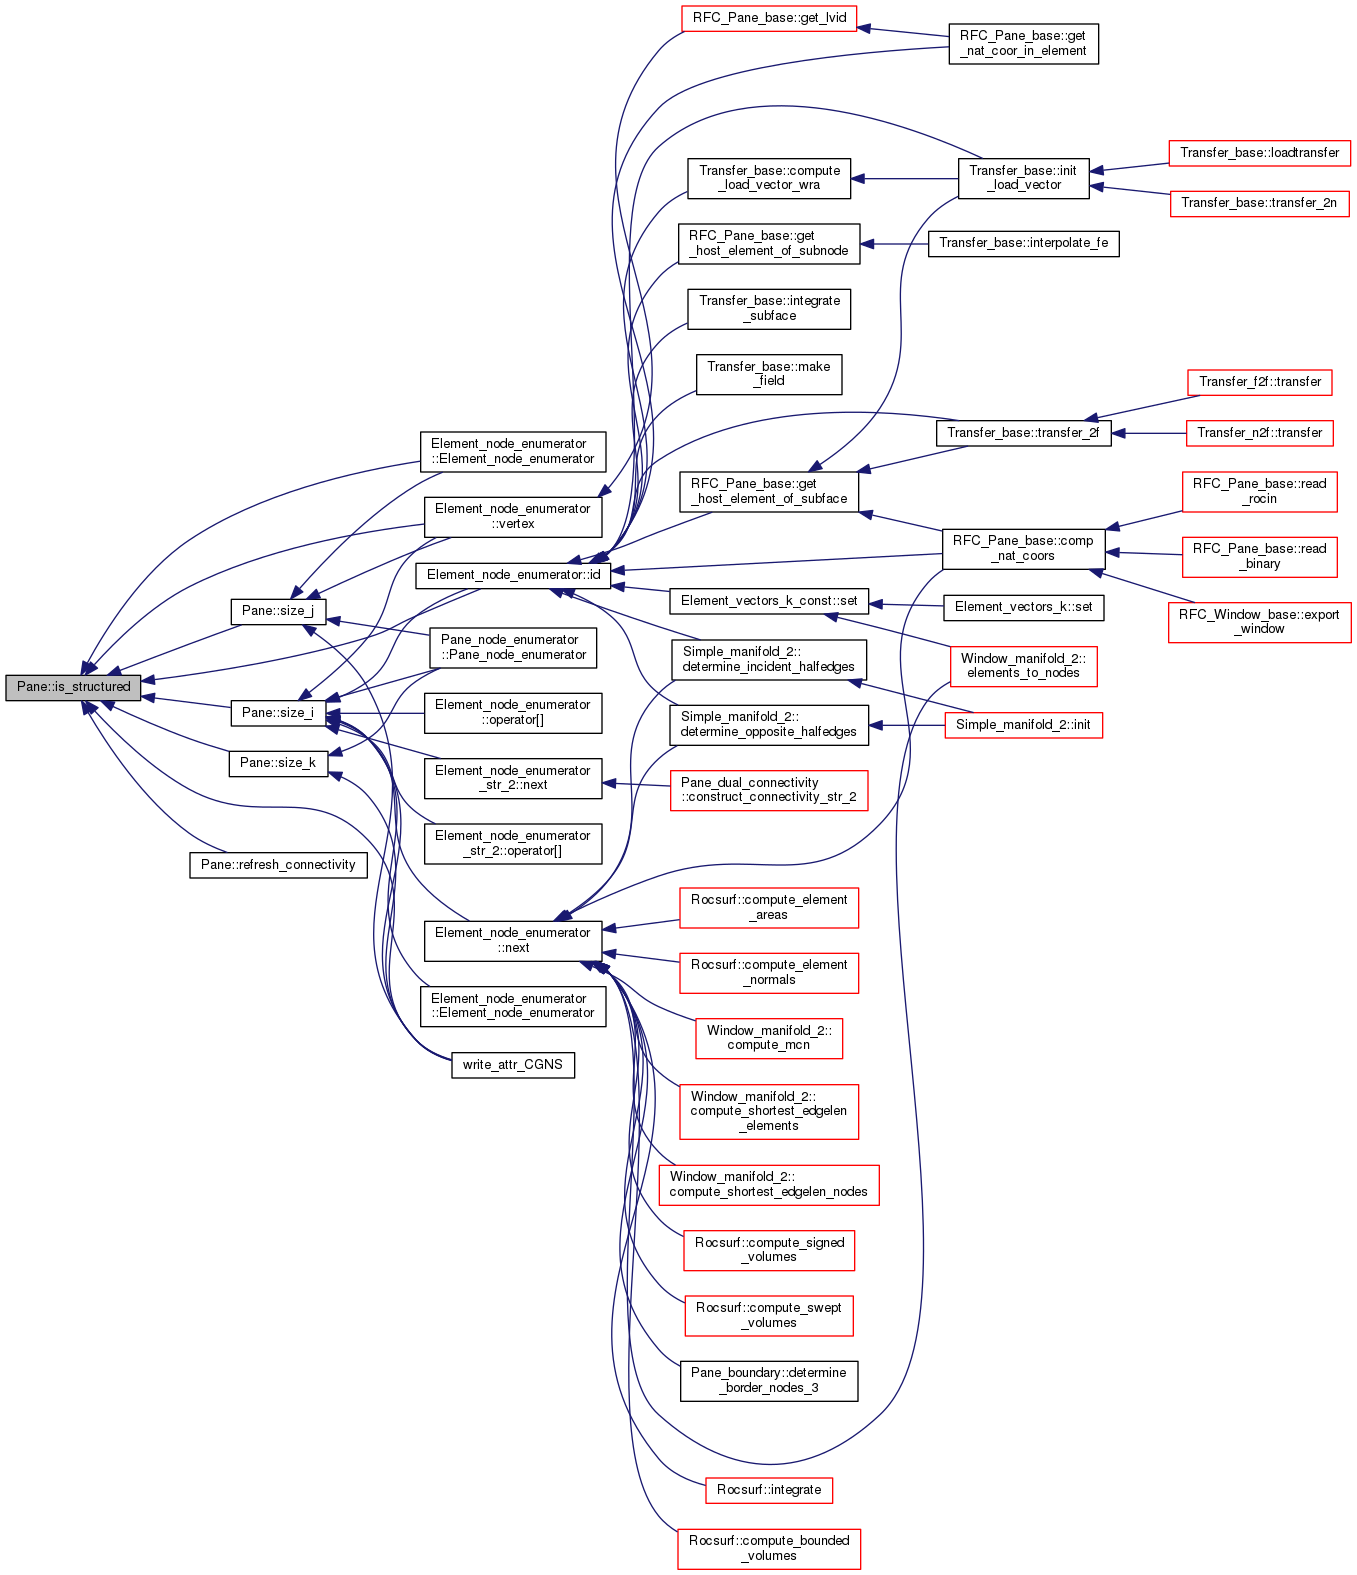 Pane::is_structured
Element_node_enumerator
::Element_node_enumerator
Element_node_enumerator
::vertex
Element_node_enumerator::id
Pane::size_j
Pane_node_enumerator
::Pane_node_enumerator
Pane::size_i
Element_node_enumerator
::operator[]
Pane::size_k
Element_node_enumerator
_str_2::next
Element_node_enumerator
_str_2::operator[]
Pane::refresh_connectivity
Element_node_enumerator
::next
Element_node_enumerator
::Element_node_enumerator
write_attr_CGNS
RFC_Pane_base::get_lvid
RFC_Pane_base::get
_nat_coor_in_element
Transfer_base::compute
_load_vector_wra
Transfer_base::init
_load_vector
Transfer_base::loadtransfer
Transfer_base::transfer_2n
RFC_Pane_base::get
_host_element_of_subnode
Transfer_base::interpolate_fe
Transfer_base::integrate
_subface
Transfer_base::make
_field
Transfer_base::transfer_2f
Transfer_f2f::transfer
Transfer_n2f::transfer
RFC_Pane_base::get
_host_element_of_subface
RFC_Pane_base::comp
_nat_coors
RFC_Pane_base::read
_rocin
RFC_Pane_base::read
_binary
RFC_Window_base::export
_window
Element_vectors_k_const::set
Element_vectors_k::set
Simple_manifold_2::
determine_incident_halfedges
Window_manifold_2::
elements_to_nodes
Simple_manifold_2::
determine_opposite_halfedges
Simple_manifold_2::init
Pane_dual_connectivity
::construct_connectivity_str_2
Rocsurf::compute_element
_areas
Rocsurf::compute_element
_normals
Window_manifold_2::
compute_mcn
Window_manifold_2::
compute_shortest_edgelen
_elements
Window_manifold_2::
compute_shortest_edgelen_nodes
Rocsurf::compute_signed
_volumes
Rocsurf::compute_swept
_volumes
Pane_boundary::determine
_border_nodes_3
Rocsurf::integrate
Rocsurf::compute_bounded
_volumes